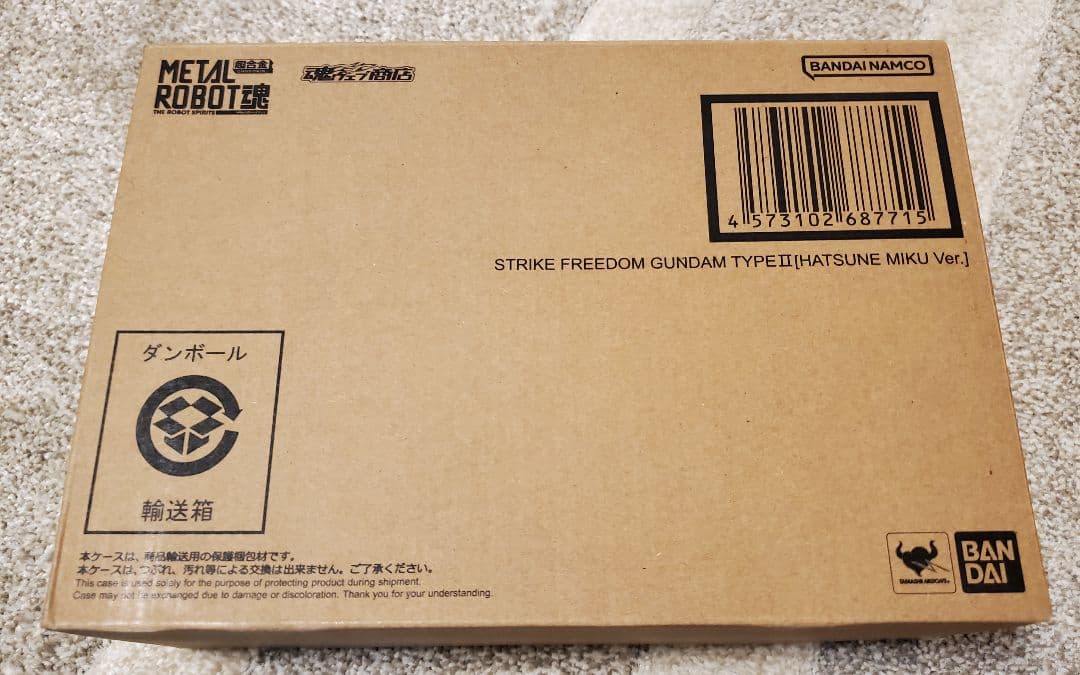 METAL 超合金
ROBOT魂
THE ROBOT SPIRITS
魂ウェブ商店
BANDAI NAMCO
4 573102 687715
STRIKE FREEDOM GUNDAM TYPEⅡ[HATSUNE MIKU Ver.]
ダンボール
輸送箱
本ケースは、商品輸送用の保護梱包材です。
本ケースは、つぶれ、汚れ等による交換は出来ません。ご了承ください。
This case is used solely for the purpose of protecting product during shipment.
Case may not be exchanged due to damage or discoloration. Thank you for your understanding.
TAMASHII NATIONS
BAN
DAI